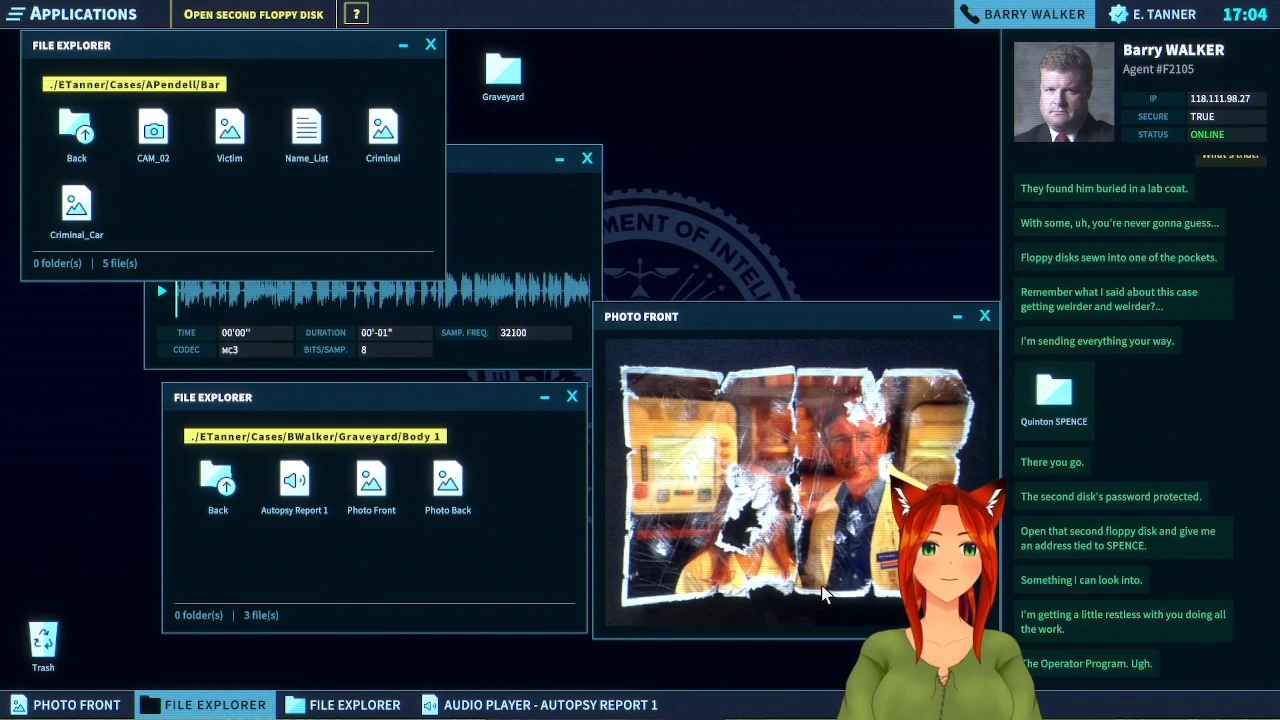 APPLICATIONS
OPEN SECOND FLOPPY DISK
?
BARRY WALKER
E. TANNER
17:04
FILE EXPLORER
./ETanner/Cases/APendell/Bar
Back
CAM_02
Victim
Name_List
Criminal
Criminal_Car
0 folder(s) | 5 file(s)
Graveyard
MENT OF INTELLI
TIME 00'00" DURATION 00'-01" SAMP. FREQ. 32100
CODEC MC3 BITS/SAMP. 8
FILE EXPLORER
./ETanner/Cases/BWalker/Graveyard/Body 1
Back
Autopsy Report 1
Photo Front
Photo Back
0 folder(s) | 3 file(s)
PHOTO FRONT
Trash
Barry WALKER
Agent #F2105
IP 118.111.98.27
SECURE TRUE
STATUS ONLINE
What's that?
They found him buried in a lab coat.
With some, uh, you're never gonna guess...
Floppy disks sewn into one of the pockets.
Remember what I said about this case
getting weirder and weirder?...
I'm sending everything your way.
Quinton SPENCE
There you go.
The second disk's password protected.
Open that second floppy disk and give me
an address tied to SPENCE.
Something I can look into.
I'm getting a little restless with you doing all
the work.
The Operator Program. Ugh.
PHOTO FRONT
FILE EXPLORER
FILE EXPLORER
AUDIO PLAYER - AUTOPSY REPORT 1